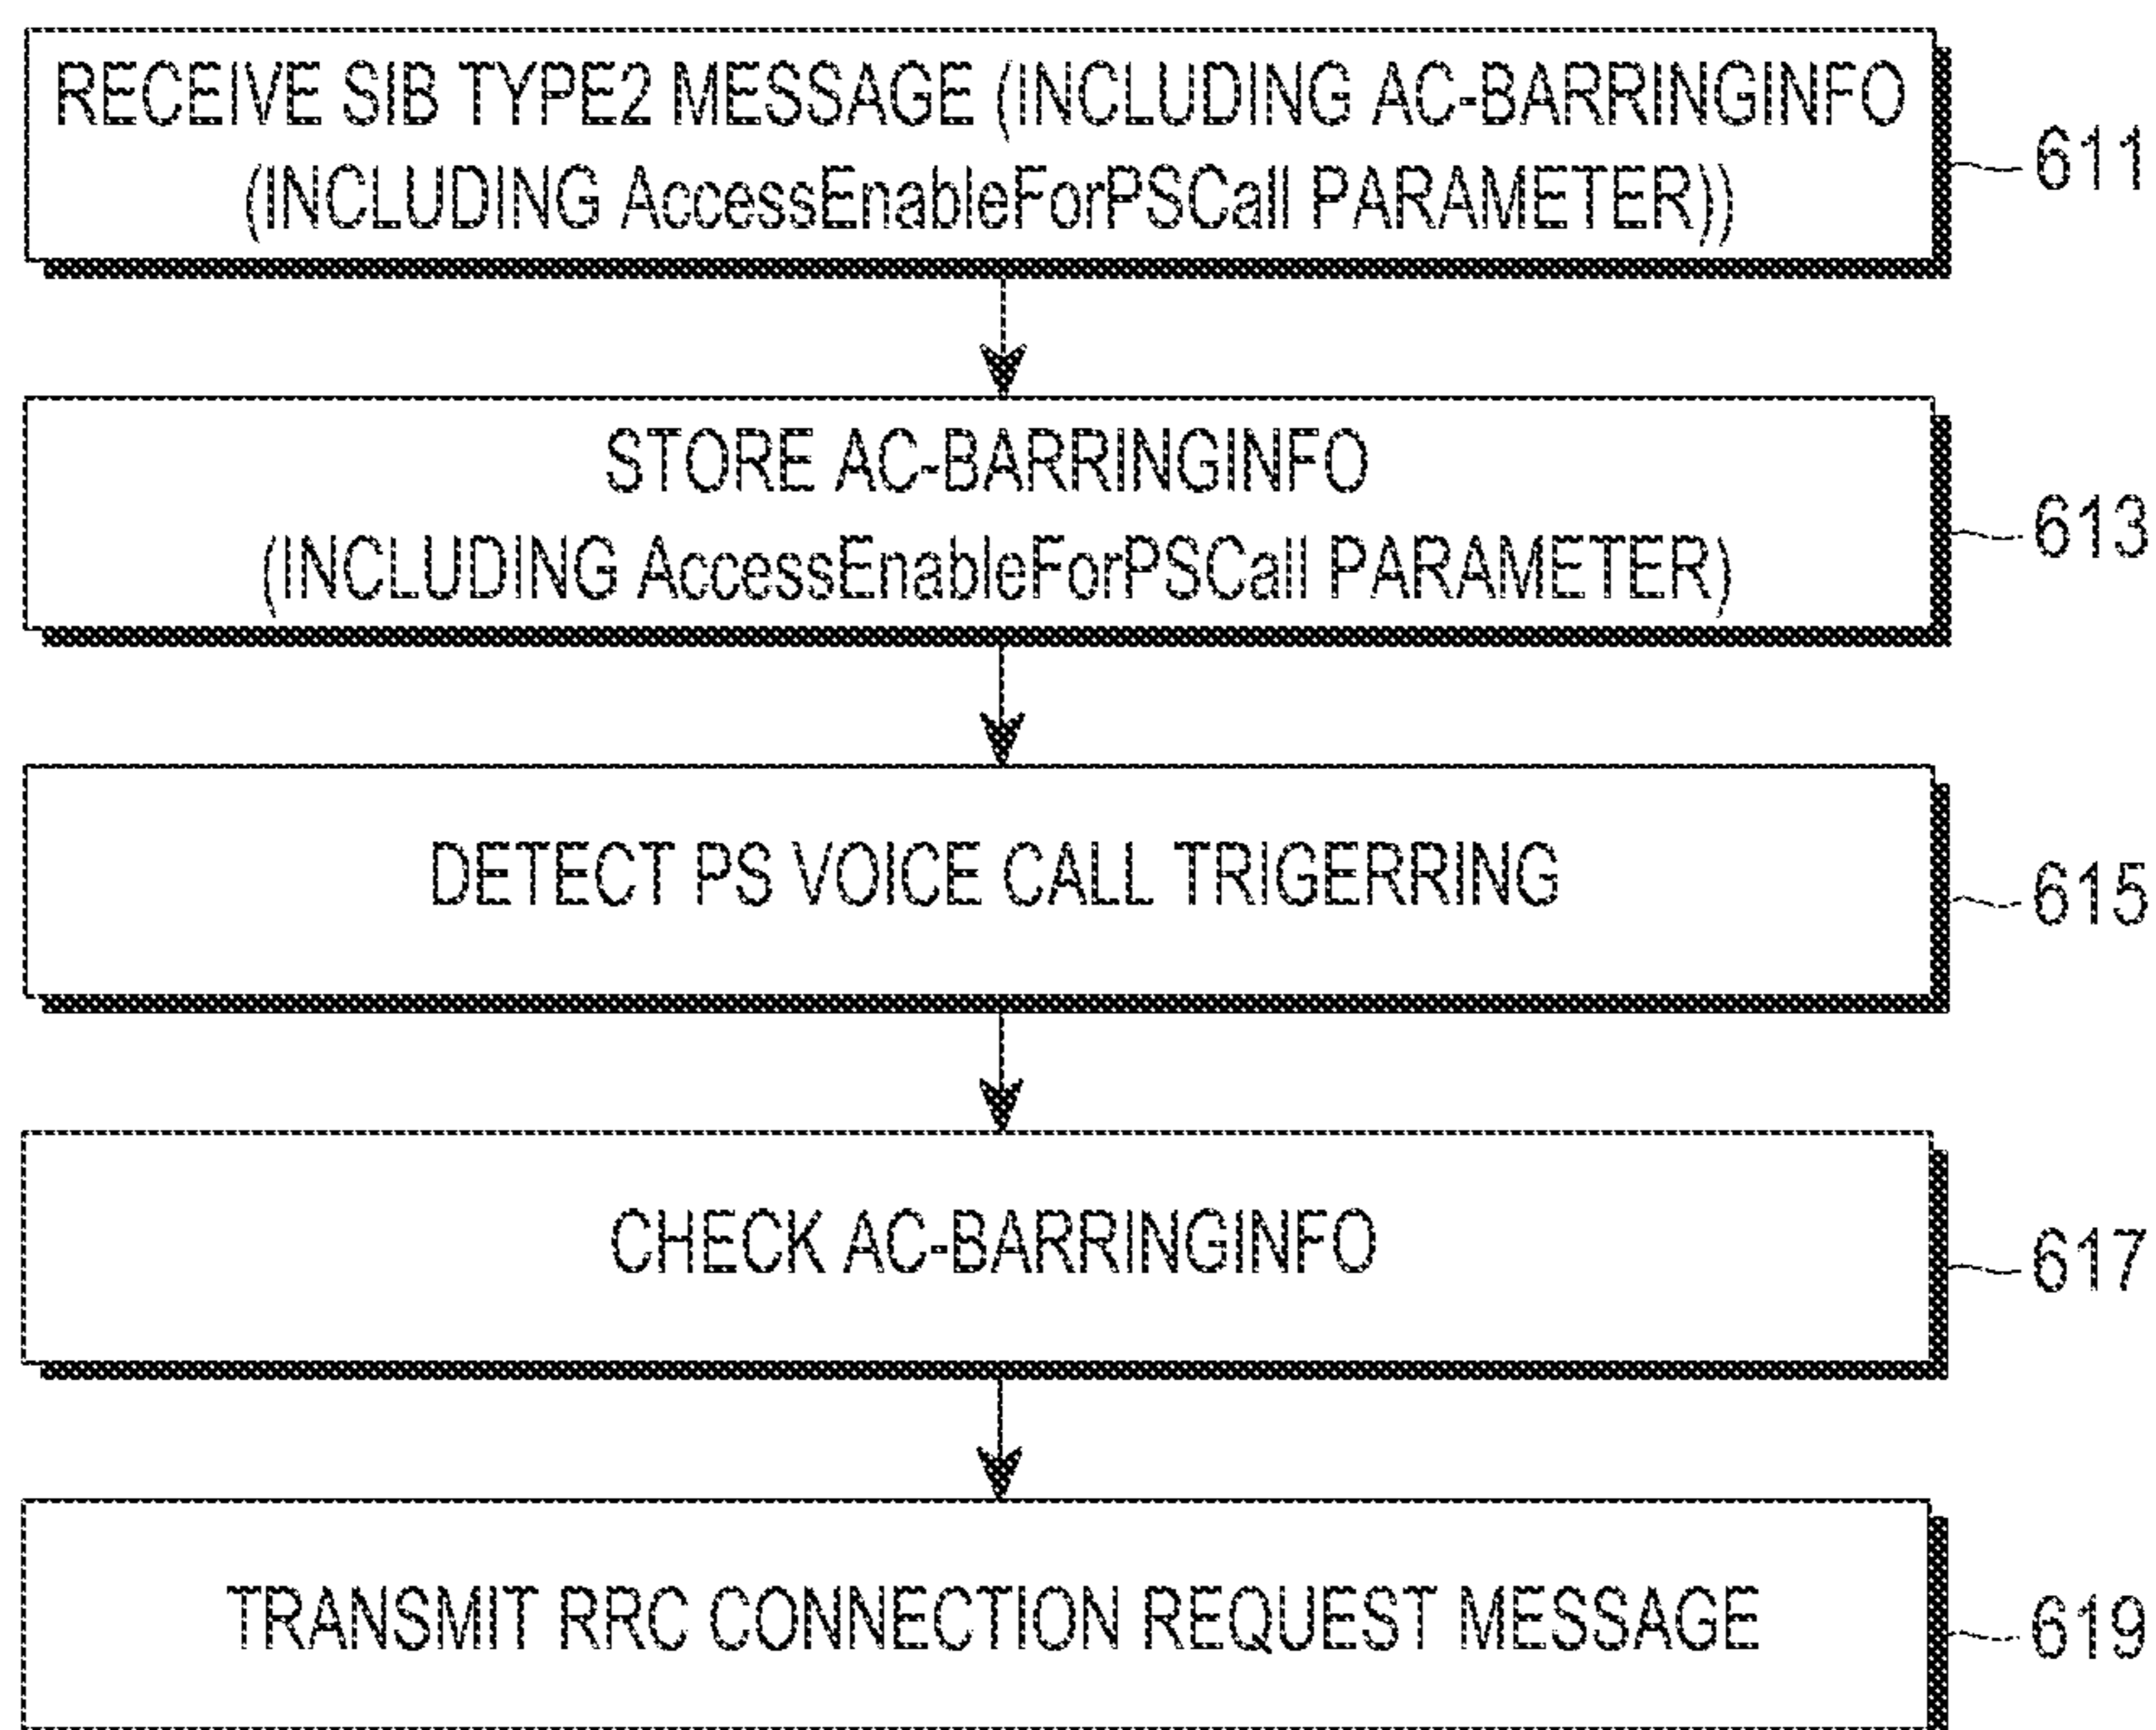 RECEIVE SIB TYPE2 MESSAGE (INCLUDING AC-BARRINGINFO
(INCLUDING AccessEnableForPSCall PARAMETER))
611
STORE AC-BARRINGINFO
(INCLUDING AccessEnableForPSCall PARAMETER)
613
DETECT PS VOICE CALL TRIGERRING
615
CHECK AC-BARRINGINFO
617
TRANSMIT RRC CONNECTION REQUEST MESSAGE
619